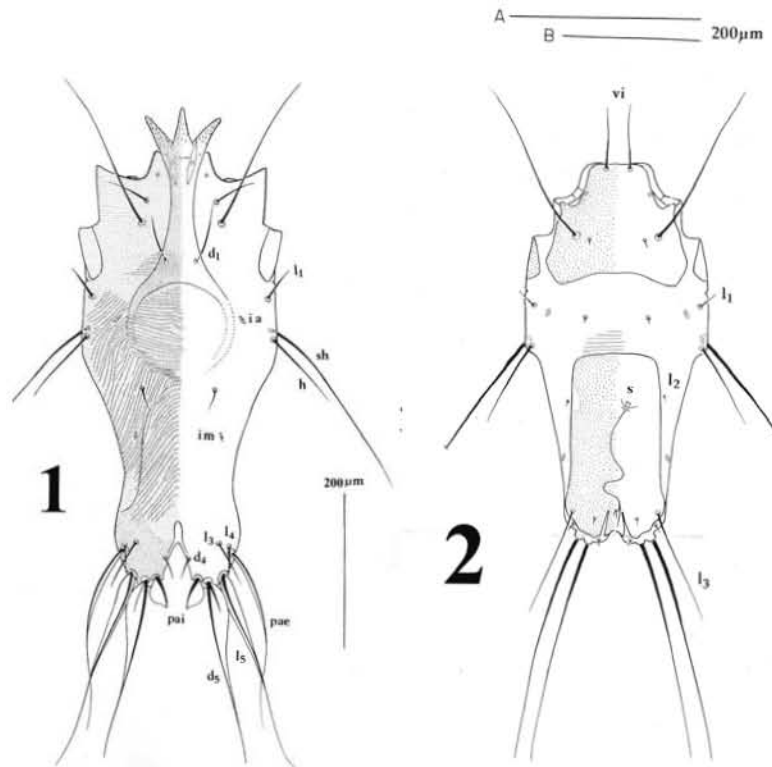 A
B
200µm
vi
d₁
l₁
ia
sh
h
im
1
200µm
l₃
l₄
d₄
pai
pae
l₅
d₅
l₁
l₂
s
2
l₃